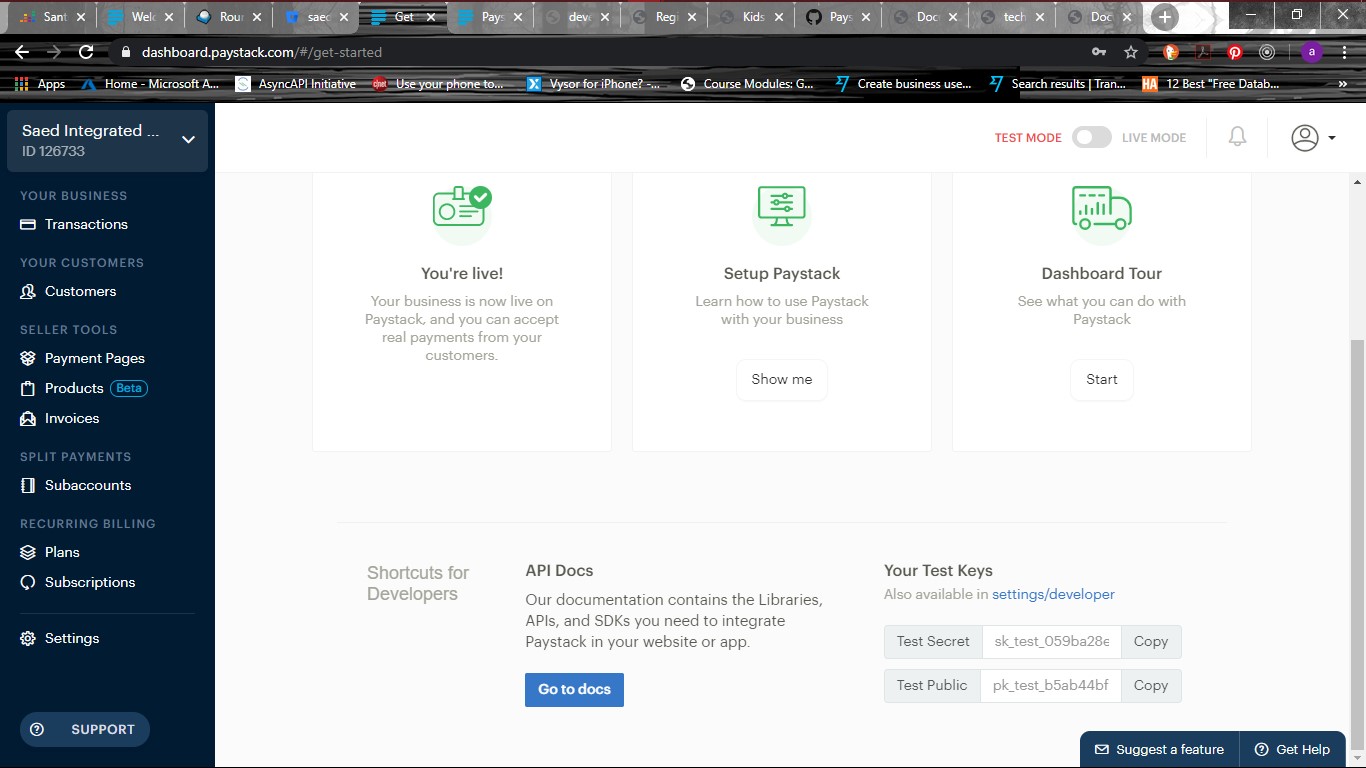 Sant
Welc
Rour
saec
Get
Pays
deve
Regi
Kids
Pays
Doc
tech
Doc
dashboard.paystack.com/#/get-started
a
Apps
Home - Microsoft A...
AsyncAPI Initiative
Use your phone to...
Vysor for iPhone? -...
Course Modules: G...
Create business use...
Search results | Tran...
HA
12 Best "Free Datab...
»
Saed Integrated ...
ID 126733
TEST MODE
LIVE MODE
YOUR BUSINESS
Transactions
YOUR CUSTOMERS
Customers
SELLER TOOLS
Payment Pages
Products Beta
Invoices
SPLIT PAYMENTS
Subaccounts
RECURRING BILLING
Plans
Subscriptions
Settings
SUPPORT
You're live!
Your business is now live on
Paystack, and you can accept
real payments from your
customers.
Setup Paystack
Learn how to use Paystack
with your business
Show me
Dashboard Tour
See what you can do with
Paystack
Start
Shortcuts for
Developers
API Docs
Our documentation contains the Libraries,
APIs, and SDKs you need to integrate
Paystack in your website or app.
Go to docs
Your Test Keys
Also available in settings/developer
Test Secret sk_test_059ba28e Copy
Test Public pk_test_b5ab44bf Copy
Suggest a feature
Get Help